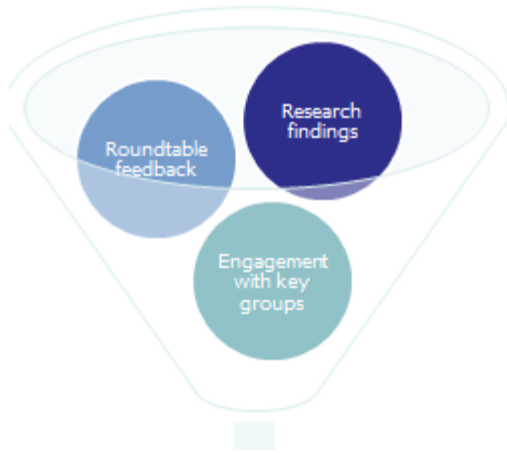 Research
findings
Roundtable
feedback
Engagement
with key
groups